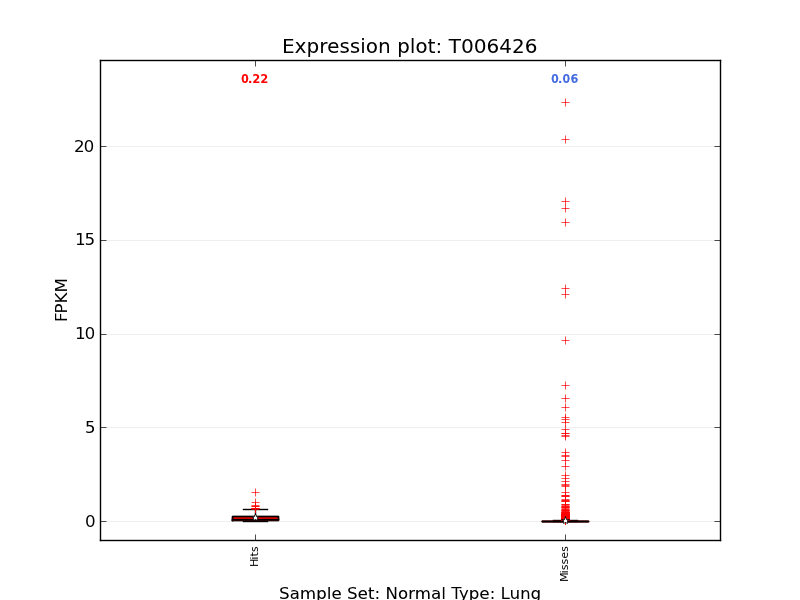 Expression plot: T006426
0.22
0.06
20
15
10
5
0
FPKM
Hits
Misses
Sample Set: Normal Type: Lung